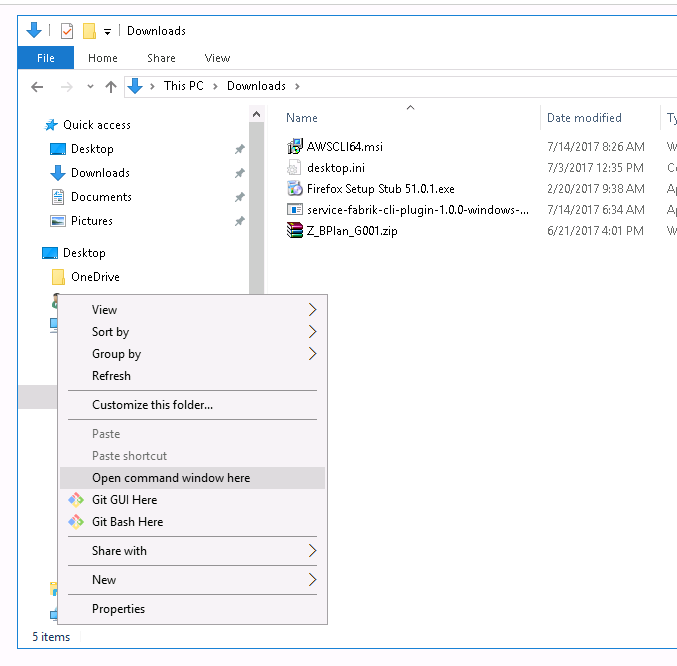 Downloads
File Home Share View
This PC Downloads
Name Date modified Ty
Quick access
Desktop
Downloads
Documents
Pictures
Desktop
OneDrive
AWSCLI64.msi 7/14/2017 8:26 AM W
desktop.ini 7/3/2017 12:35 PM Co
Firefox Setup Stub 51.0.1.exe 2/20/2017 9:38 AM Ap
service-fabrik-cli-plugin-1.0.0-windows-... 7/14/2017 6:34 AM Ap
Z_BPlan_G001.zip 6/21/2017 4:01 PM W
View
Sort by
Group by
Refresh
Customize this folder...
Paste
Paste shortcut
Open command window here
Git GUI Here
Git Bash Here
Share with
New
Properties
5 items